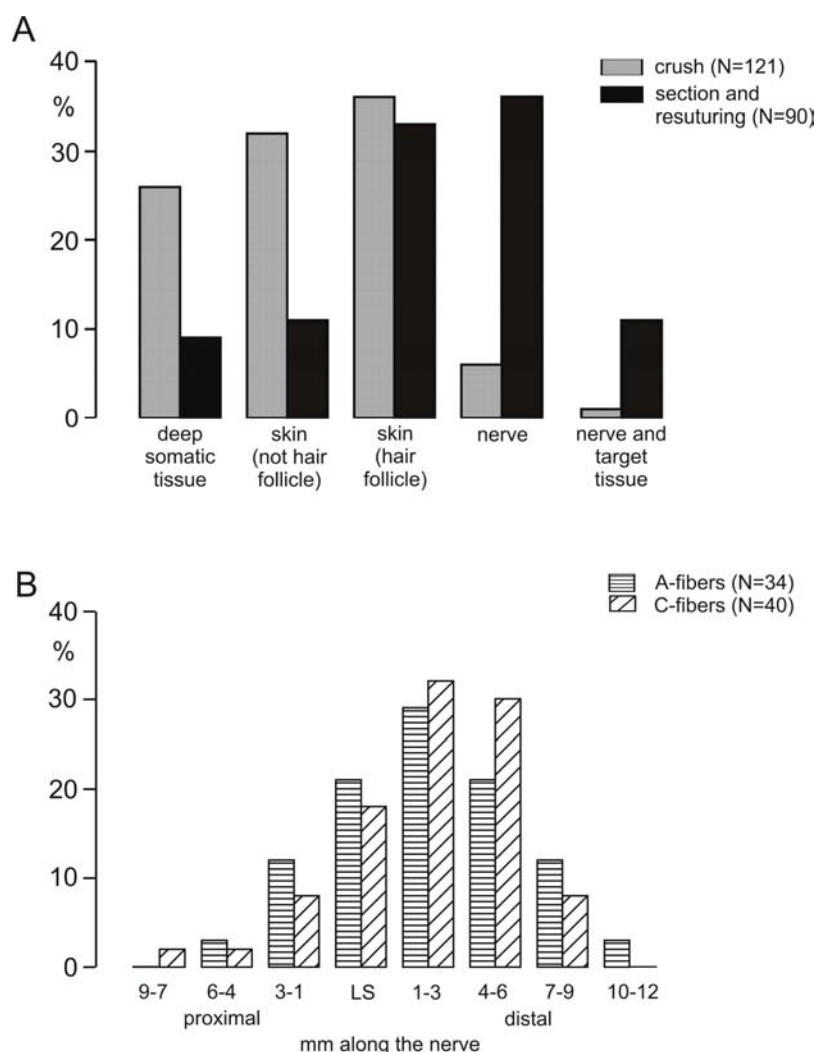 A
40
%
30
20
10
0
crush (N=121)
section and
resuturing (N=90)
deep
somatic
tissue
skin
(not hair
follicle)
skin
(hair
follicle)
nerve
nerve and
target
tissue
B
40
%
30
20
10
0
A-fibers (N=34)
C-fibers (N=40)
9-7 6-4 3-1 LS 1-3 4-6 7-9 10-12
proximal distal
mm along the nerve